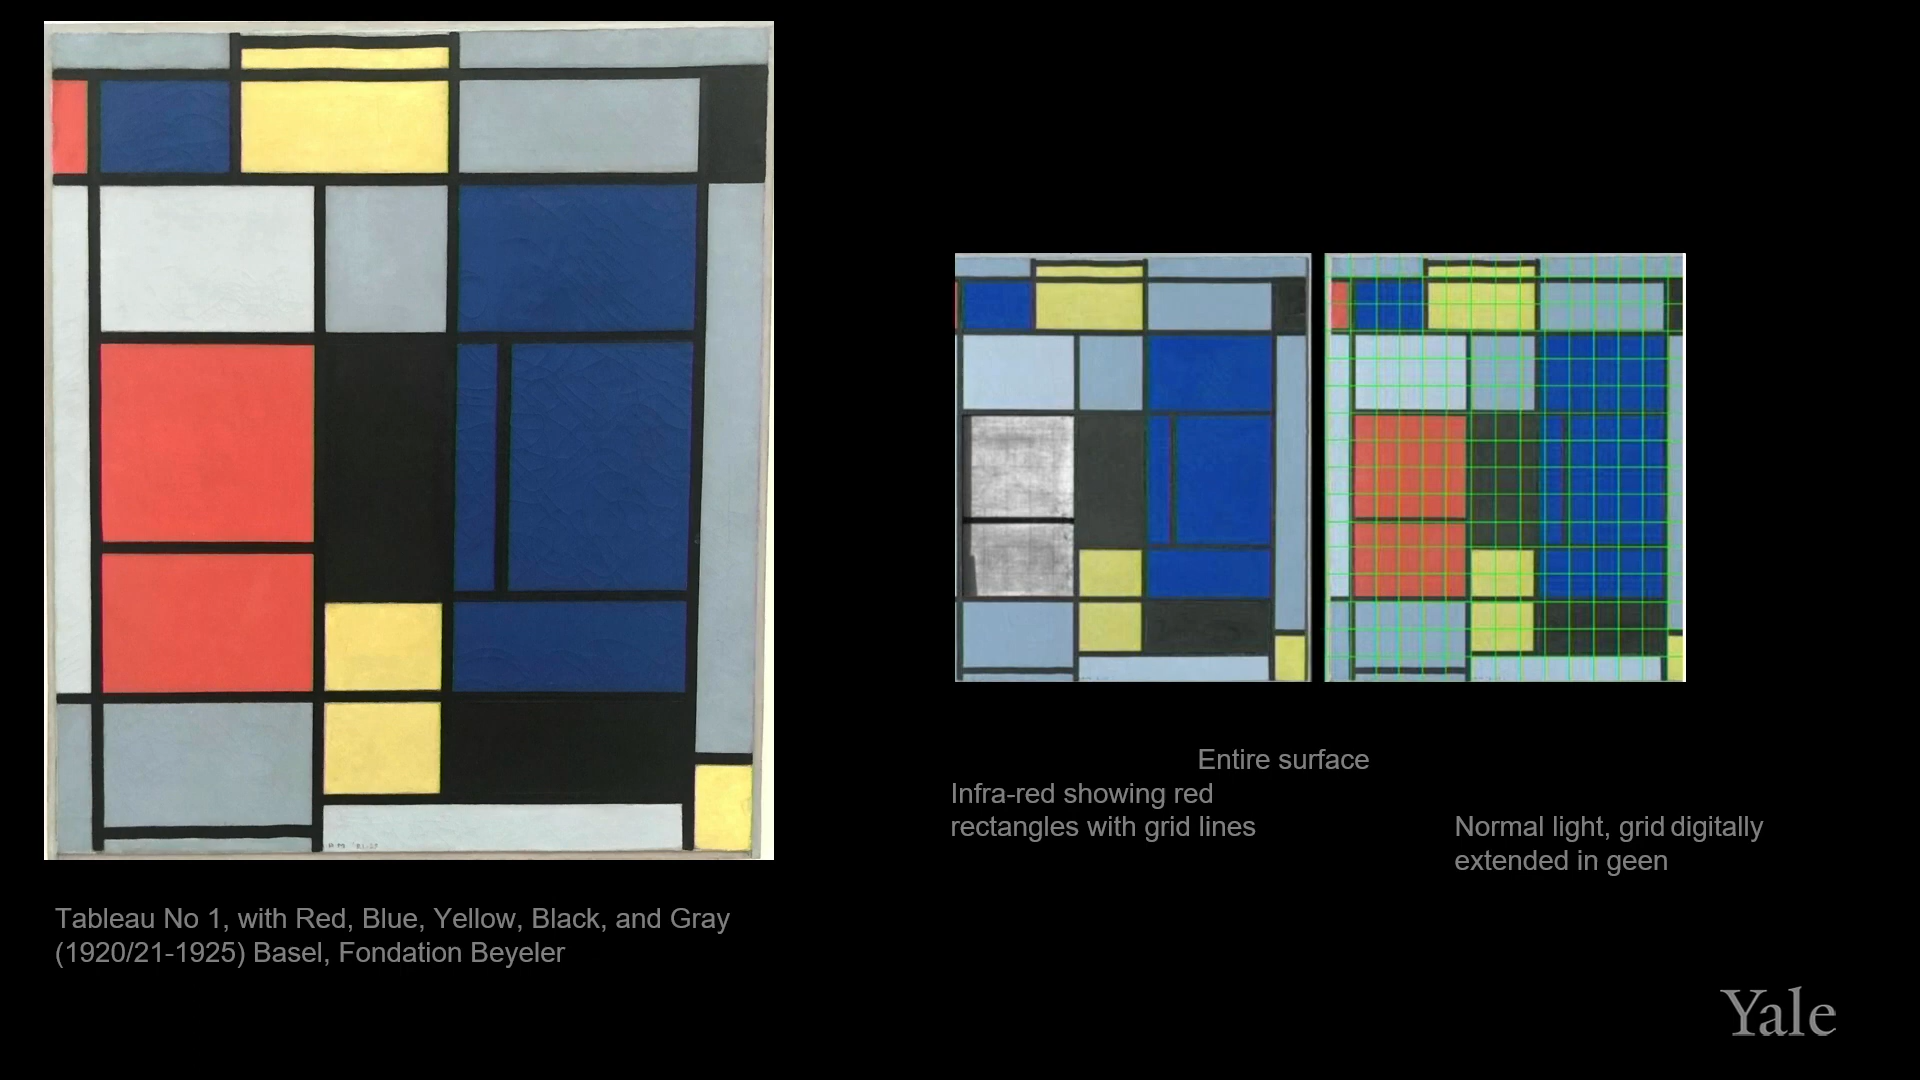 Entire surface
Infra-red showing red
rectangles with grid lines
Normal light, grid digitally
extended in geen
Tableau No 1, with Red, Blue, Yellow, Black, and Gray
(1920/21-1925) Basel, Fondation Beyeler
Yale